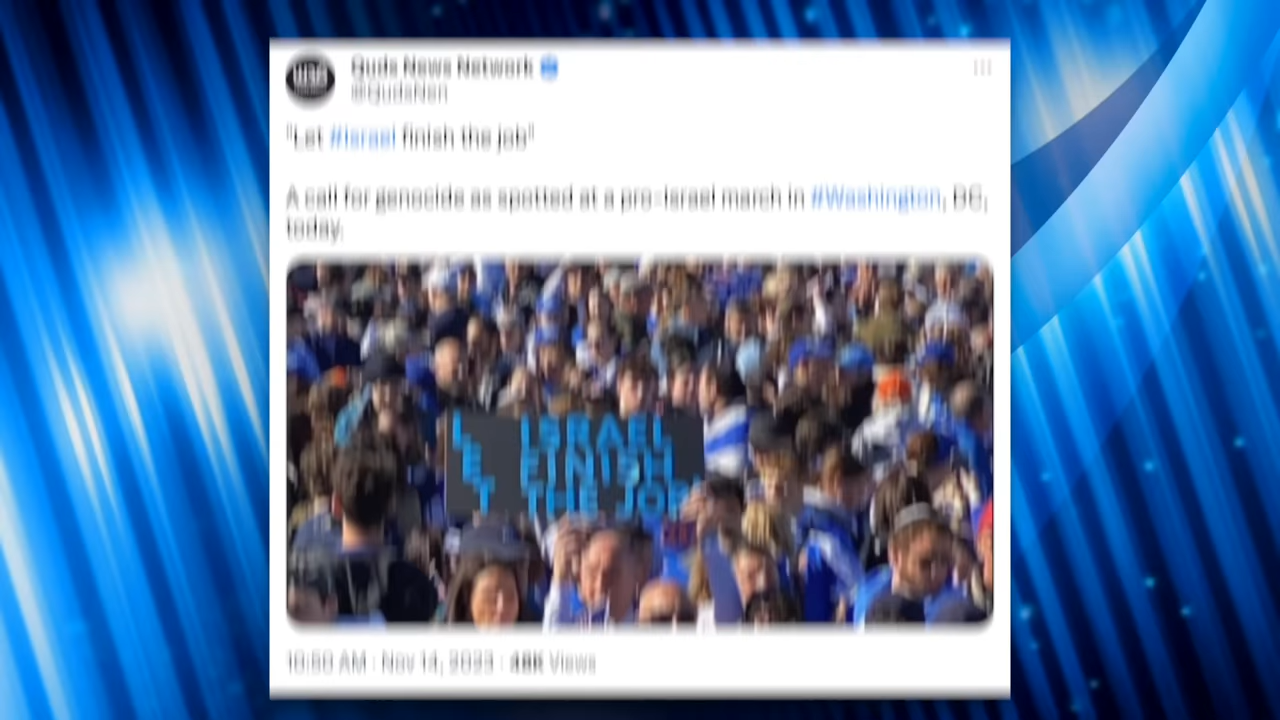 Quds News Network
@QudsNen
"Let #Israel finish the job"
A call for genocide as spotted at a pro-Israel march in #Washington, DC,
today.
LET ISRAEL
FINISH
THE JOB
10:50 AM · Nov 14, 2023 · 48K Views